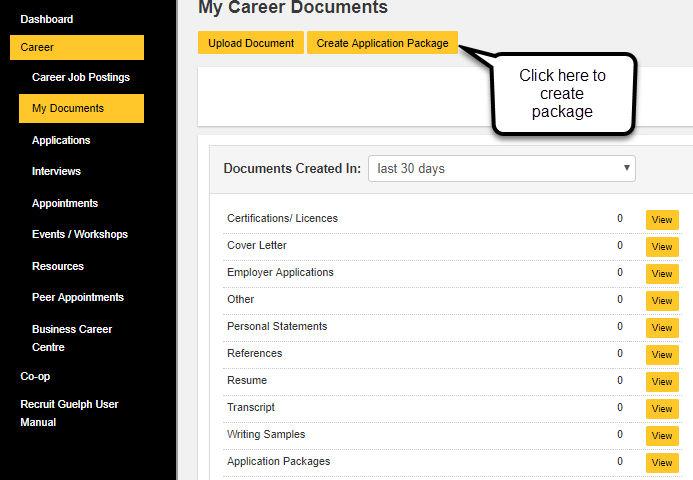 Dashboard
Career
Career Job Postings
My Documents
Applications
Interviews
Appointments
Events / Workshops
Resources
Peer Appointments
Business Career
Centre
Co-op
Recruit Guelph User
Manual
My Career Documents
Upload Document Create Application Package
Click here to
create
package
Documents Created In: last 30 days
Certifications/ Licences 0 View
Cover Letter 0 View
Employer Applications 0 View
Other 0 View
Personal Statements 0 View
References 0 View
Resume 0 View
Transcript 0 View
Writing Samples 0 View
Application Packages 0 View